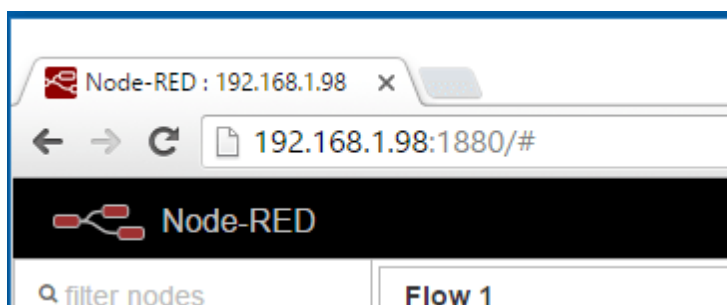 Node-RED : 192.168.1.98
192.168.1.98:1880/#
Node-RED
filter nodes
Flow 1